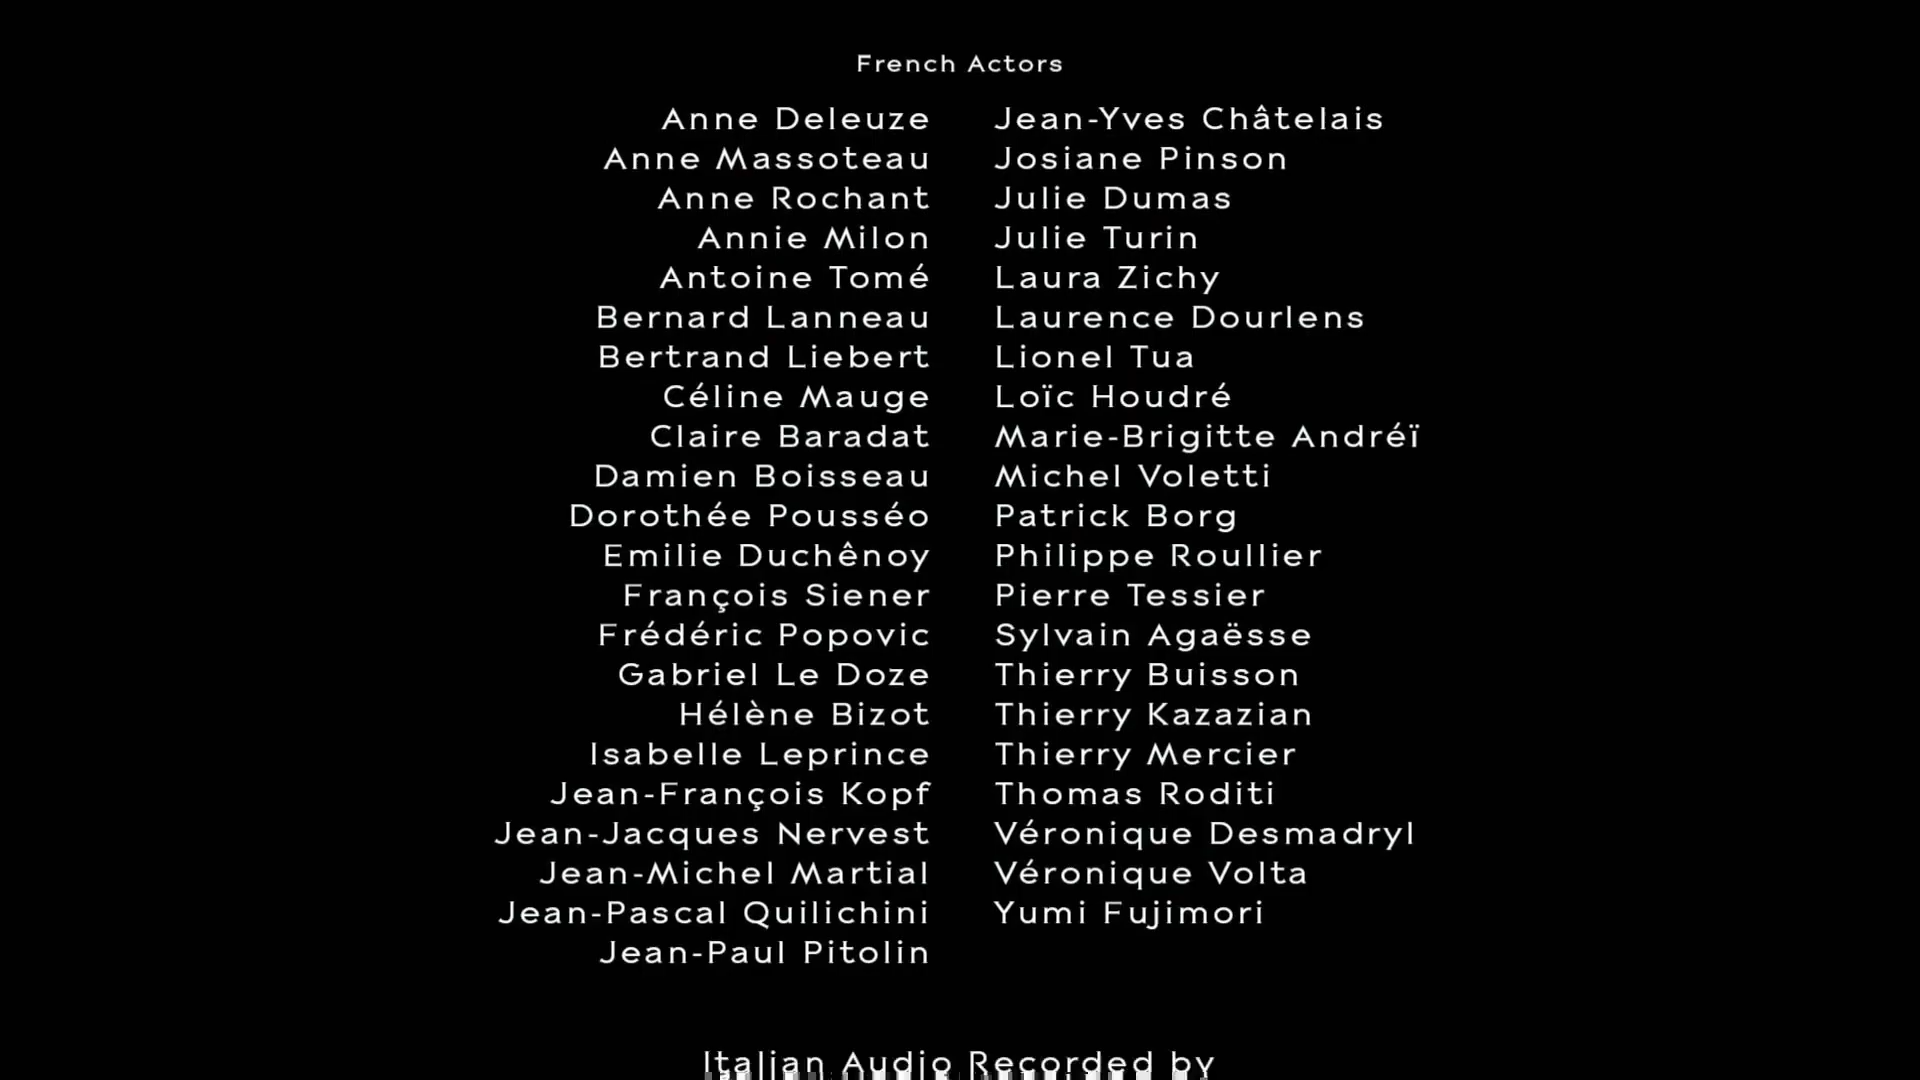 French Actors
Anne Deleuze
Anne Massoteau
Anne Rochant
Annie Milon
Antoine Tomé
Bernard Lanneau
Bertrand Liebert
Céline Mauge
Claire Baradat
Damien Boisseau
Dorothée Pousséo
Emilie Duchênoy
François Siener
Frédéric Popovic
Gabriel Le Doze
Hélène Bizot
Isabelle Leprince
Jean-François Kopf
Jean-Jacques Nervest
Jean-Michel Martial
Jean-Pascal Quilichini
Jean-Paul Pitolin
Jean-Yves Châtelais
Josiane Pinson
Julie Dumas
Julie Turin
Laura Zichy
Laurence Dourlens
Lionel Tua
Loïc Houdré
Marie-Brigitte Andréï
Michel Voletti
Patrick Borg
Philippe Roullier
Pierre Tessier
Sylvain Agaësse
Thierry Buisson
Thierry Kazazian
Thierry Mercier
Thomas Roditi
Véronique Desmadryl
Véronique Volta
Yumi Fujimori
Italian Audio Recorded by